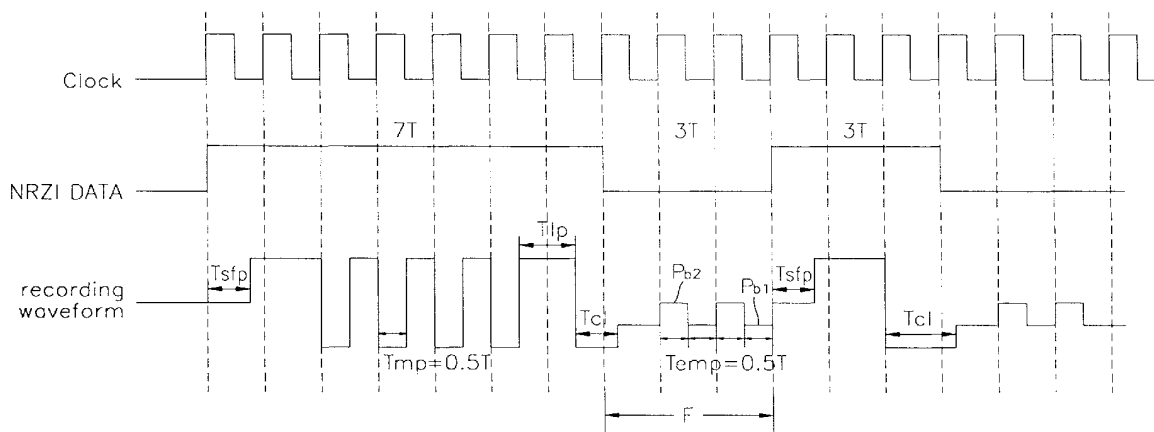 Clock
7T 3T 3T
NRZI DATA
Tlp
Tsfp Pb2 Pb1 Tsfp
recording
waveform
Tcl Tcl
Tmp=0.5T Temp=0.5T
F